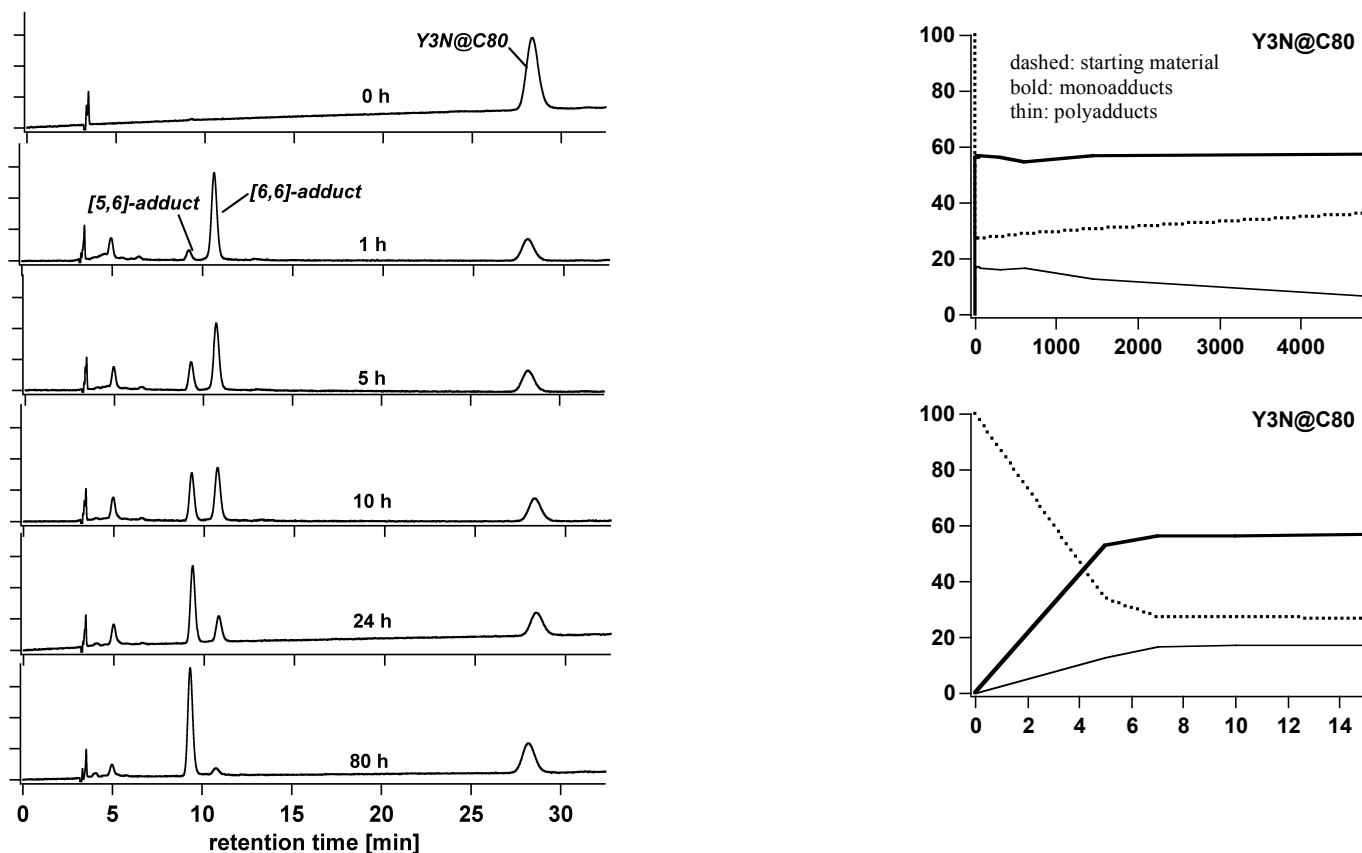 Y3N@C80
0 h
[5,6]-adduct
[6,6]-adduct
1 h
5 h
10 h
24 h
80 h
0 5 10 15 20 25 30
retention time [min]
Y3N@C80
dashed: starting material
bold: monoadducts
thin: polyadducts
100
80
60
40
20
0
0 1000 2000 3000 4000
Y3N@C80
100
80
60
40
20
0
0 2 4 6 8 10 12 14